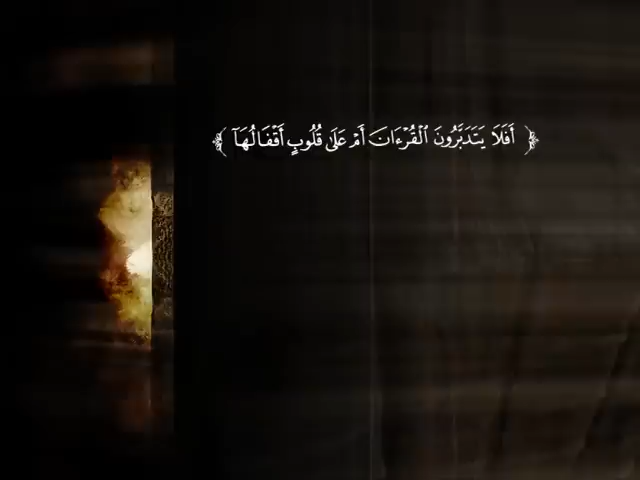 ﴿ أَفَلَا يَتَدَبَّرُونَ ٱلْقُرْءَانَ أَمْ عَلَىٰ قُلُوبٍ أَقْفَالُهَآ ﴾